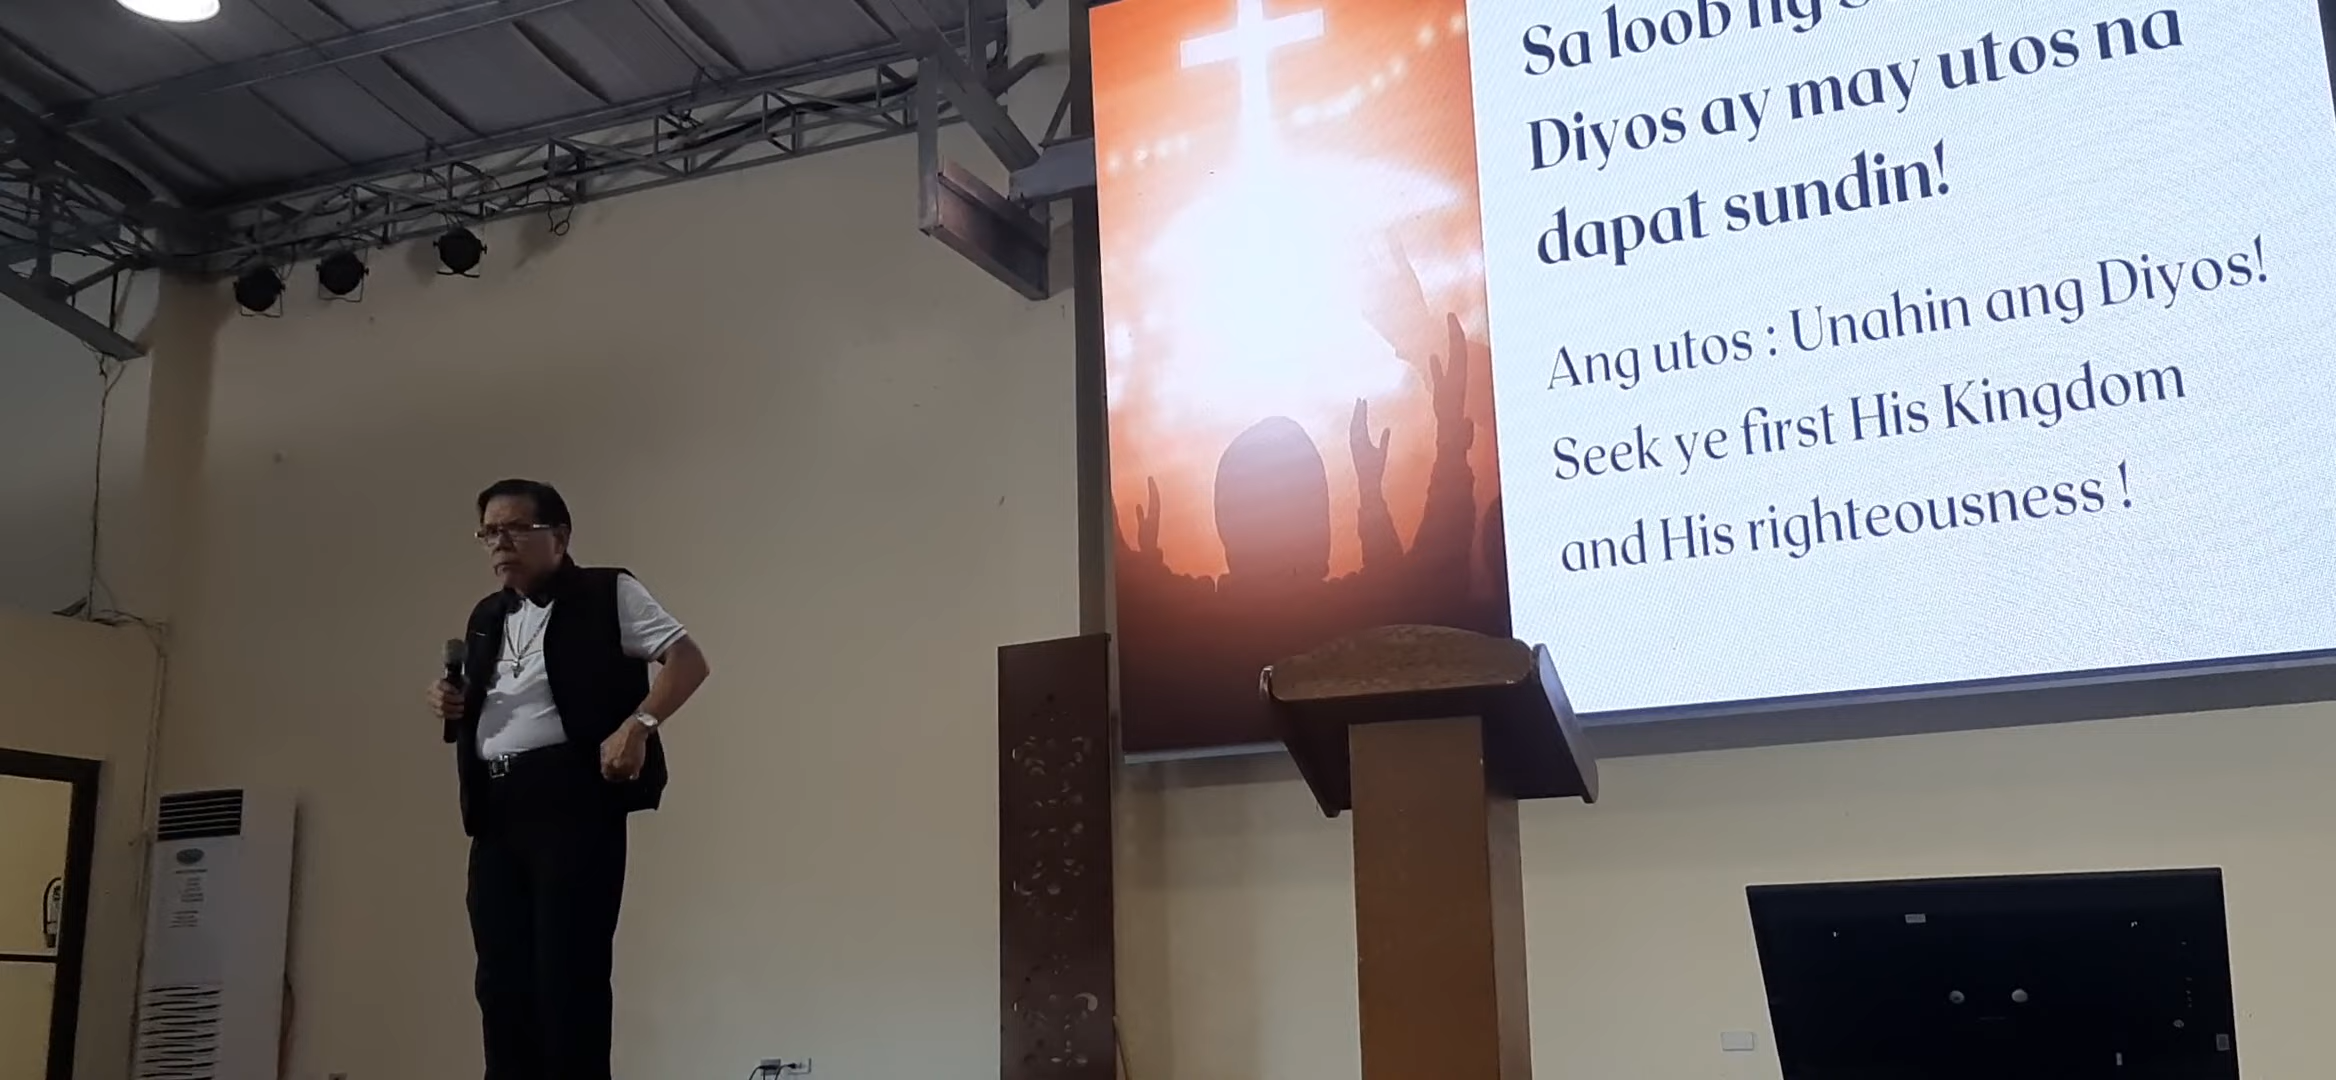 Sa loob ng
Diyos ay may utos na
dapat sundin!
Ang utos : Unahin ang Diyos!
Seek ye first His Kingdom
and His righteousness !